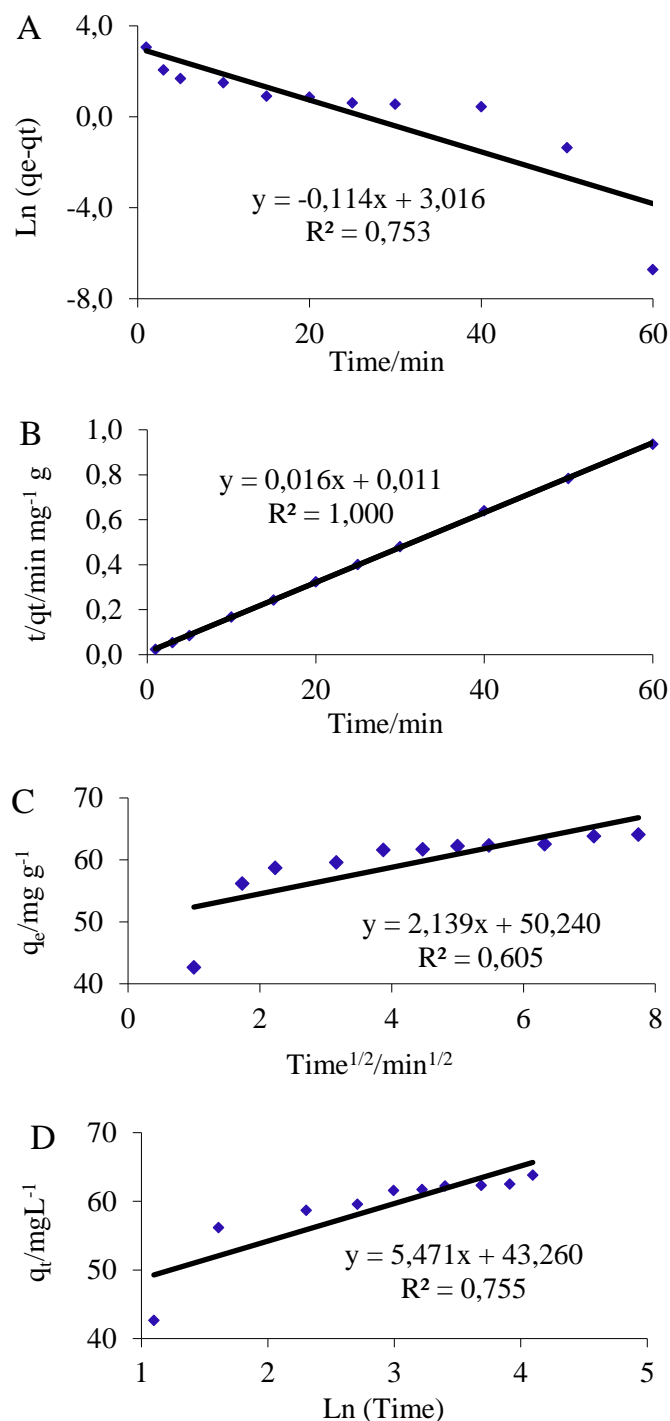 A
4,0
0,0
-4,0
-8,0
Ln (qe-qt)
y = -0,114x + 3,016
R² = 0,753
0 20 40 60
Time/min
B
1,0
0,8
0,6
0,4
0,2
0,0
t/qt/min mg⁻¹ g
y = 0,016x + 0,011
R² = 1,000
0 20 40 60
Time/min
C
70
60
50
40
qₑ/mg g⁻¹
y = 2,139x + 50,240
R² = 0,605
0 2 4 6 8
Time¹/²/min¹/²
D
70
60
50
40
qₜ/mgL⁻¹
y = 5,471x + 43,260
R² = 0,755
1 2 3 4 5
Ln (Time)